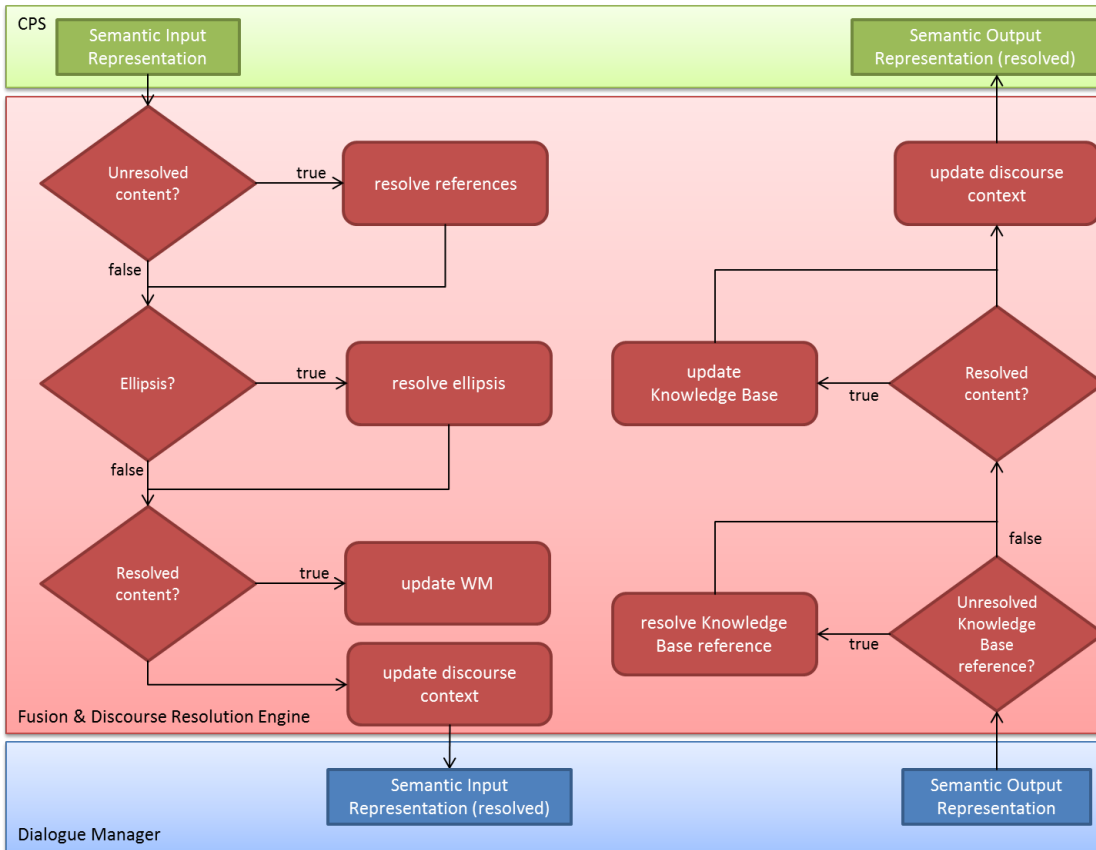 CPS
Semantic Input
Representation
Semantic Output
Representation (resolved)
Unresolved
content?
true
resolve references
false
update discourse
context
Ellipsis?
true
resolve ellipsis
false
update
Knowledge Base
true
Resolved
content?
Resolved
content?
true
update WM
false
resolve Knowledge
Base reference
true
Unresolved
Knowledge
Base
reference?
update discourse
context
Fusion & Discourse Resolution Engine
Semantic Input
Representation (resolved)
Semantic Output
Representation
Dialogue Manager